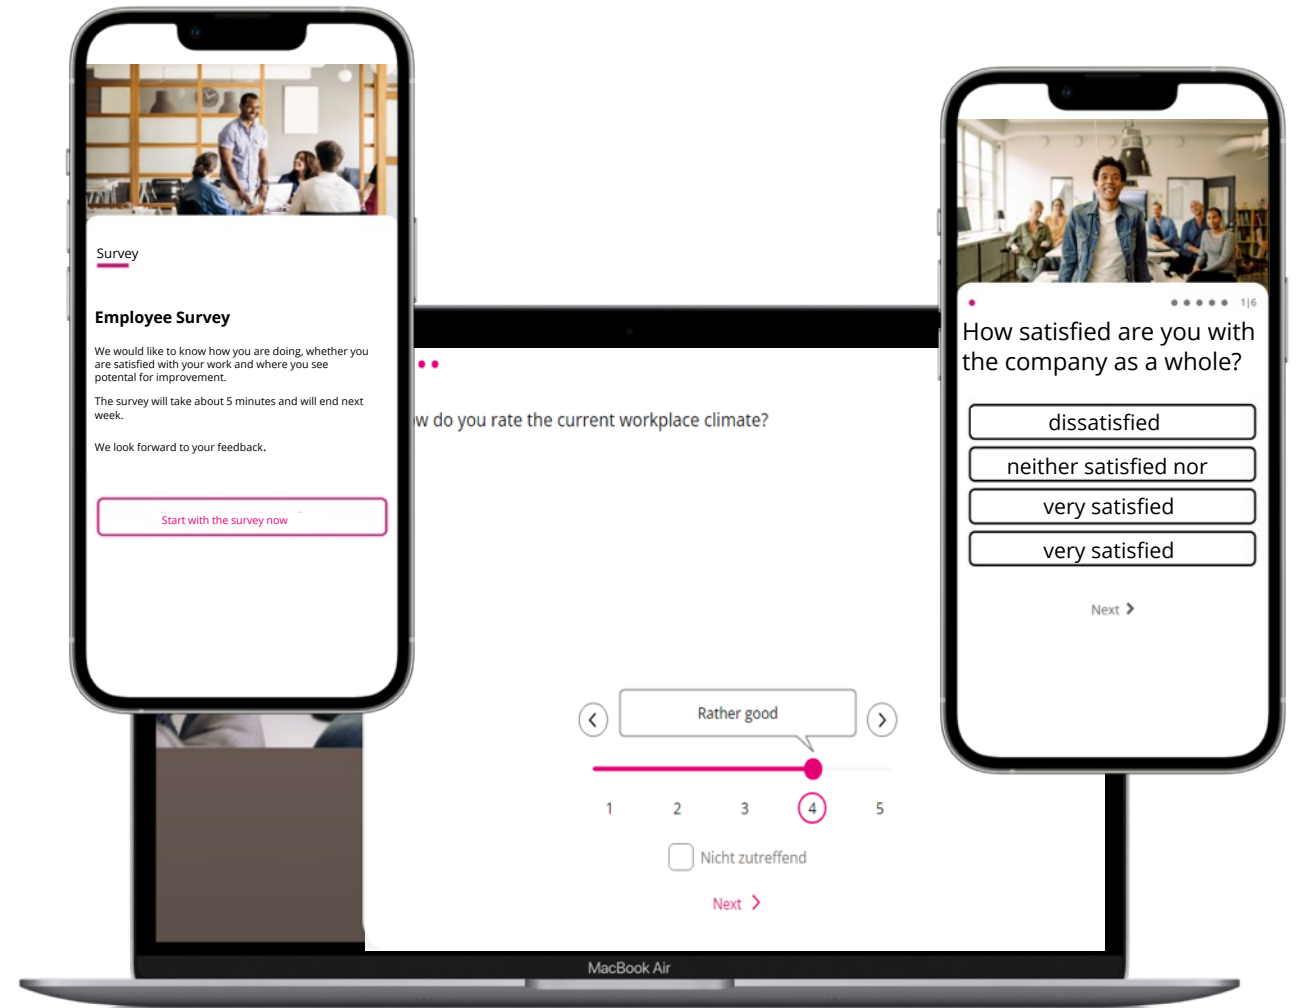 Survey
Employee Survey
We would like to know how you are doing, whether you
are satisfied with your work and where you see
potental for improvement.
The survey will take about 5 minutes and will end next
week.
We look forward to your feedback.
Start with the survey now
do you rate the current workplace climate?
Rather good
1 2 3 4 5
Nicht zutreffend
Next
MacBook Air
1|6
How satisfied are you with
the company as a whole?
dissatisfied
neither satisfied nor
very satisfied
very satisfied
Next